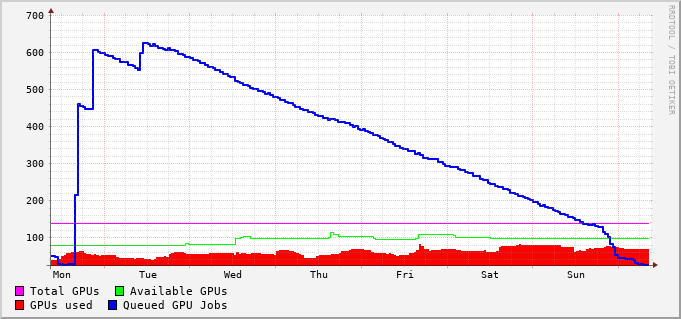 700
600
500
400
300
200
100
Mon Tue Wed Thu Fri Sat Sun
Total GPUs Available GPUs
GPUs used Queued GPU Jobs
RRDTOOL / TOBI OETIKER